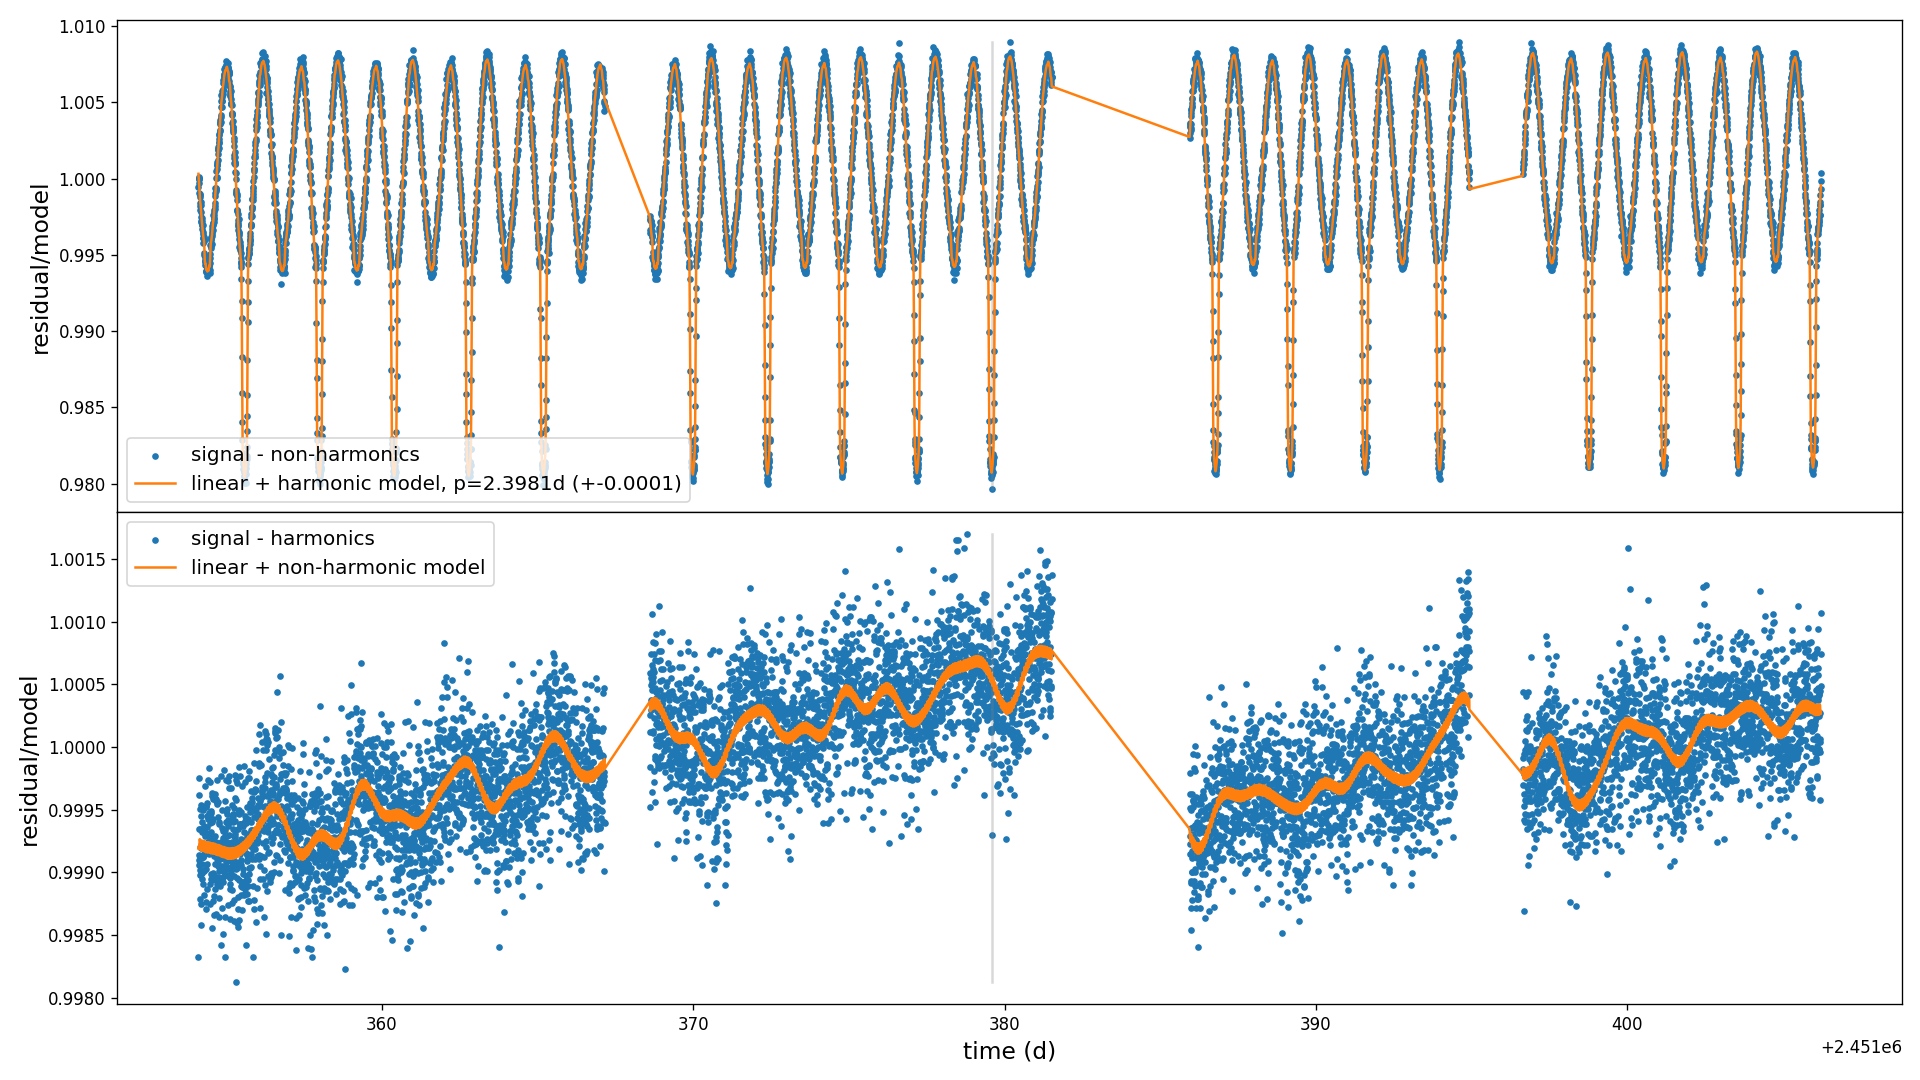 1.010
1.005
1.000
0.995
0.990
0.985
0.980
residual/model
signal - non-harmonics
linear + harmonic model, p=2.3981d (+-0.0001)
signal - harmonics
linear + non-harmonic model
1.0015
1.0010
1.0005
1.0000
0.9995
0.9990
0.9985
0.9980
residual/model
360
370
380
390
400
time (d)
+2.451e6